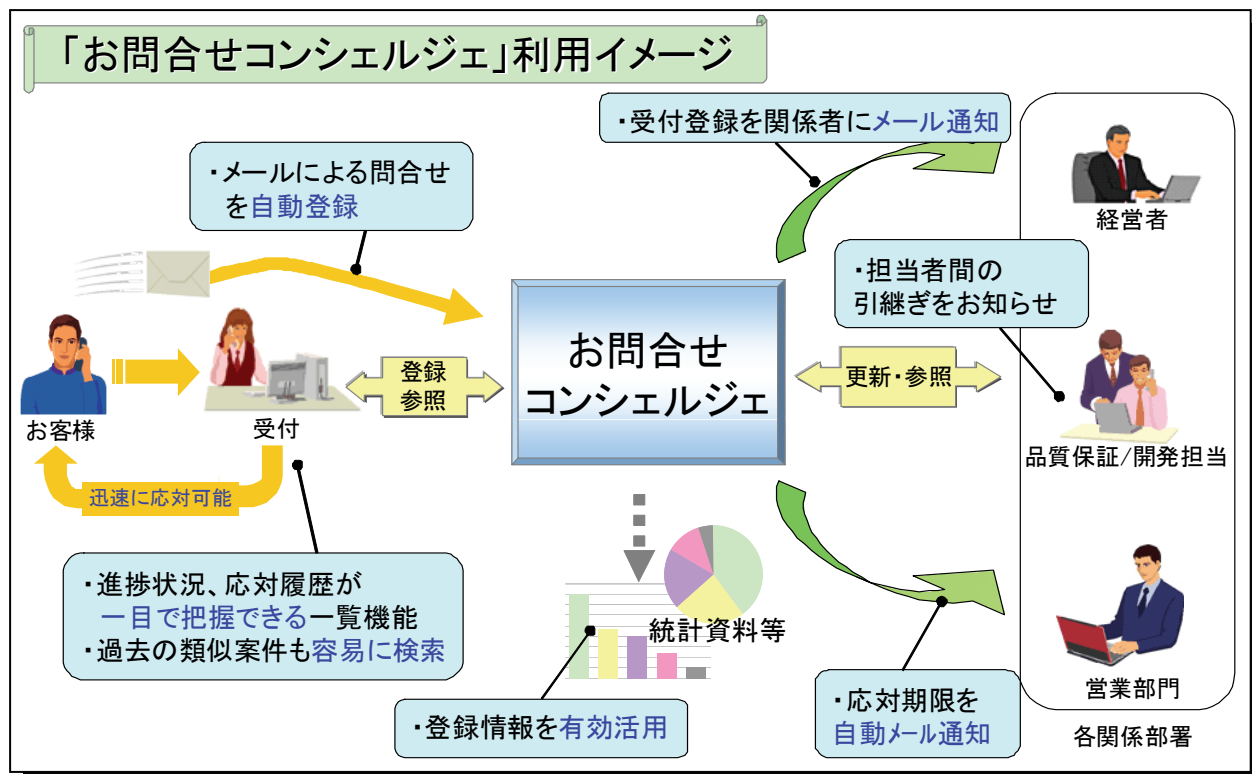 「お問合せコンシェルジェ」利用イメージ
・受付登録を関係者にメール通知
・メールによる問合せ
を自動登録
経営者
・担当者間の
引継ぎをお知らせ
お問合せ
コンシェルジェ
登録
参照
更新・参照
お客様
受付
品質保証/開発担当
迅速に応対可能
・進捗状況、応対履歴が
一目で把握できる一覧機能
・過去の類似案件も容易に検索
統計資料等
営業部門
・登録情報を有効活用
・応対期限を
自動メール通知
各関係部署